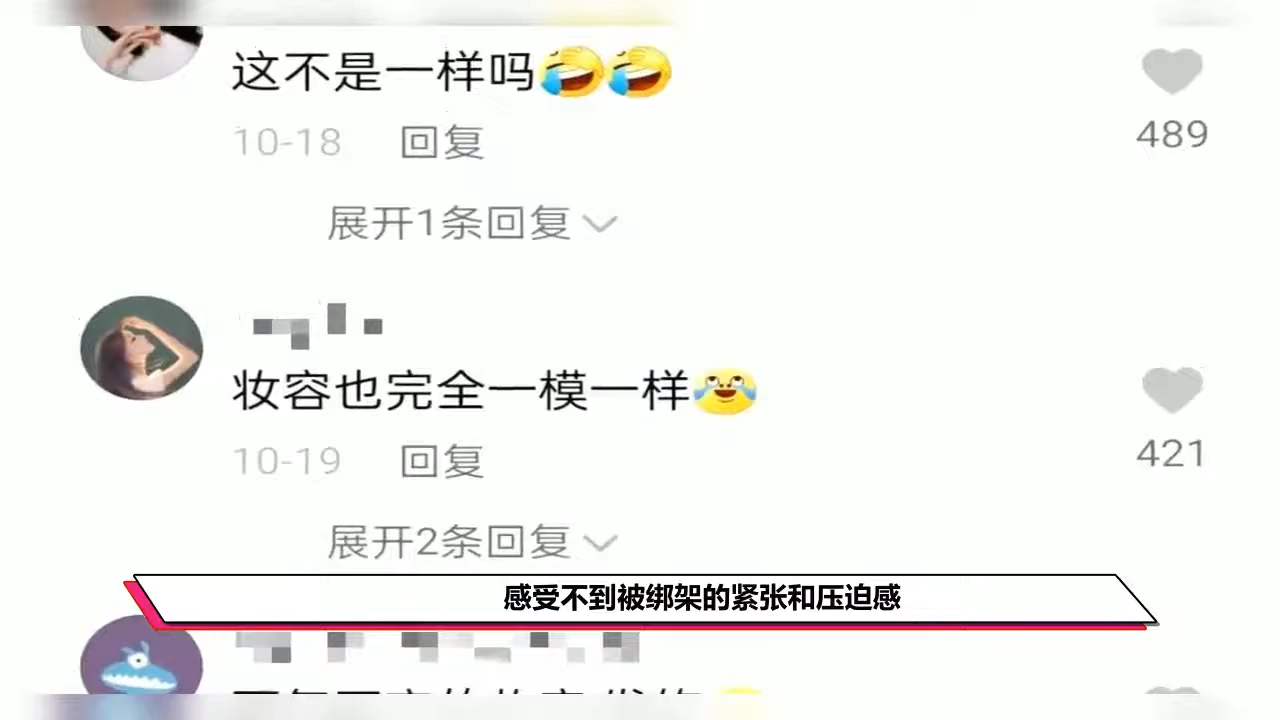 这不是一样吗
489
10-18 回复
展开1条回复
妆容也完全一模一样
421
10-19 回复
展开2条回复
感受不到被绑架的紧张和压迫感